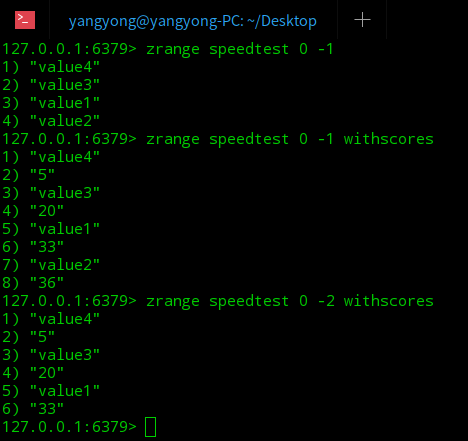 yangyong@yangyong-PC: ~/Desktop
127.0.0.1:6379> zrange speedtest 0 -1
1) "value4"
2) "value3"
3) "value1"
4) "value2"
127.0.0.1:6379> zrange speedtest 0 -1 withscores
1) "value4"
2) "5"
3) "value3"
4) "20"
5) "value1"
6) "33"
7) "value2"
8) "36"
127.0.0.1:6379> zrange speedtest 0 -2 withscores
1) "value4"
2) "5"
3) "value3"
4) "20"
5) "value1"
6) "33"
127.0.0.1:6379>